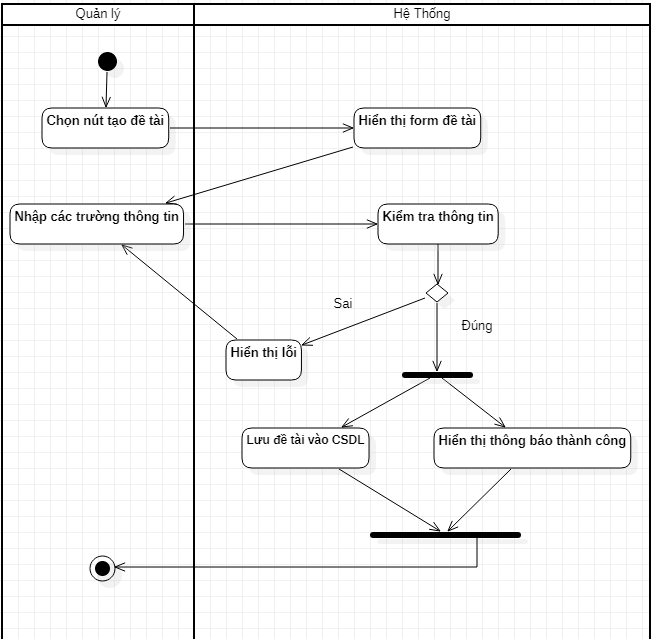 Quản lý
Hệ Thống
Chọn nút tạo đề tài
Hiển thị form đề tài
Nhập các trường thông tin
Kiểm tra thông tin
Sai
Đúng
Hiển thị lỗi
Lưu đề tài vào CSDL
Hiển thị thông báo thành công